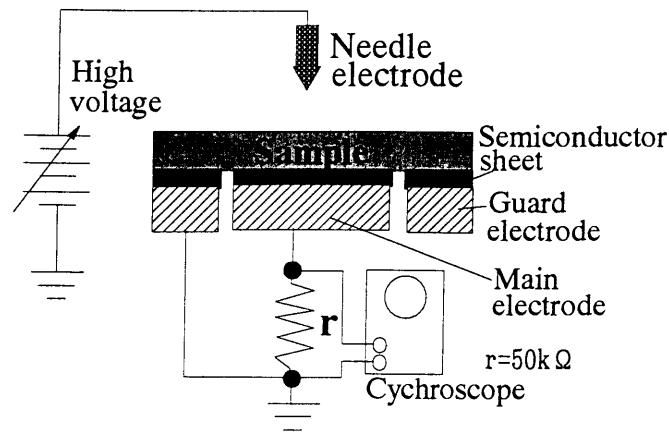 Needle
electrode
High
voltage
Sample
Semiconductor
sheet
Guard
electrode
Main
electrode
r
r=50kΩ
Cychroscope